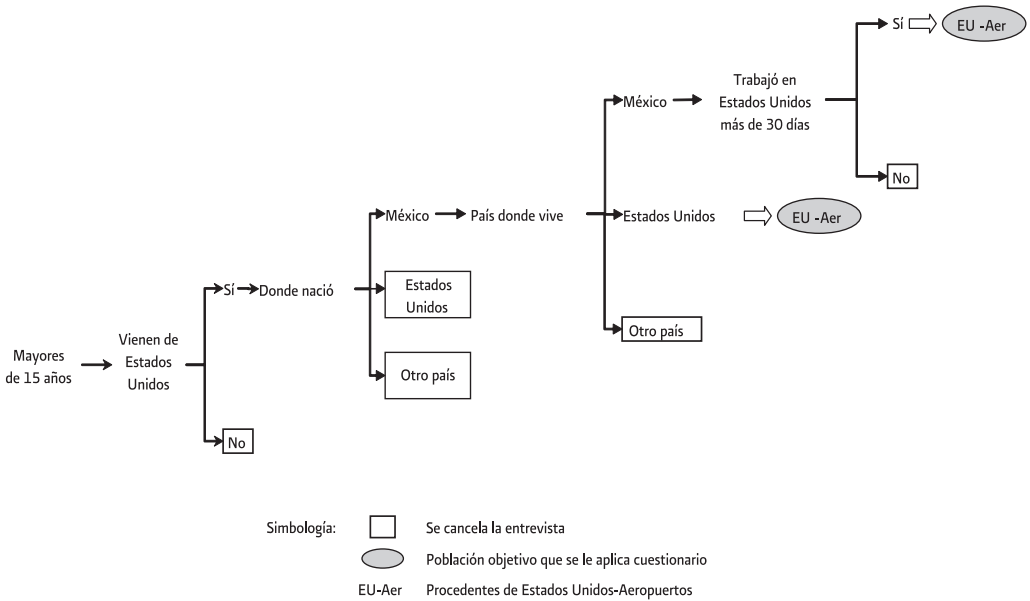 Sí
EU -Aer
Trabajó en
México
Estados Unidos
más de 30 días
No
México
País donde vive
Estados Unidos
EU -Aer
Sí
Donde nació
Estados
Unidos
Otro país
Vienen de
Mayores
Estados
de 15 años
Unidos
Otro país
No
Simbología:
Se cancela la entrevista
Población objetivo que se le aplica cuestionario
EU-Aer
Procedentes de Estados Unidos-Aeropuertos